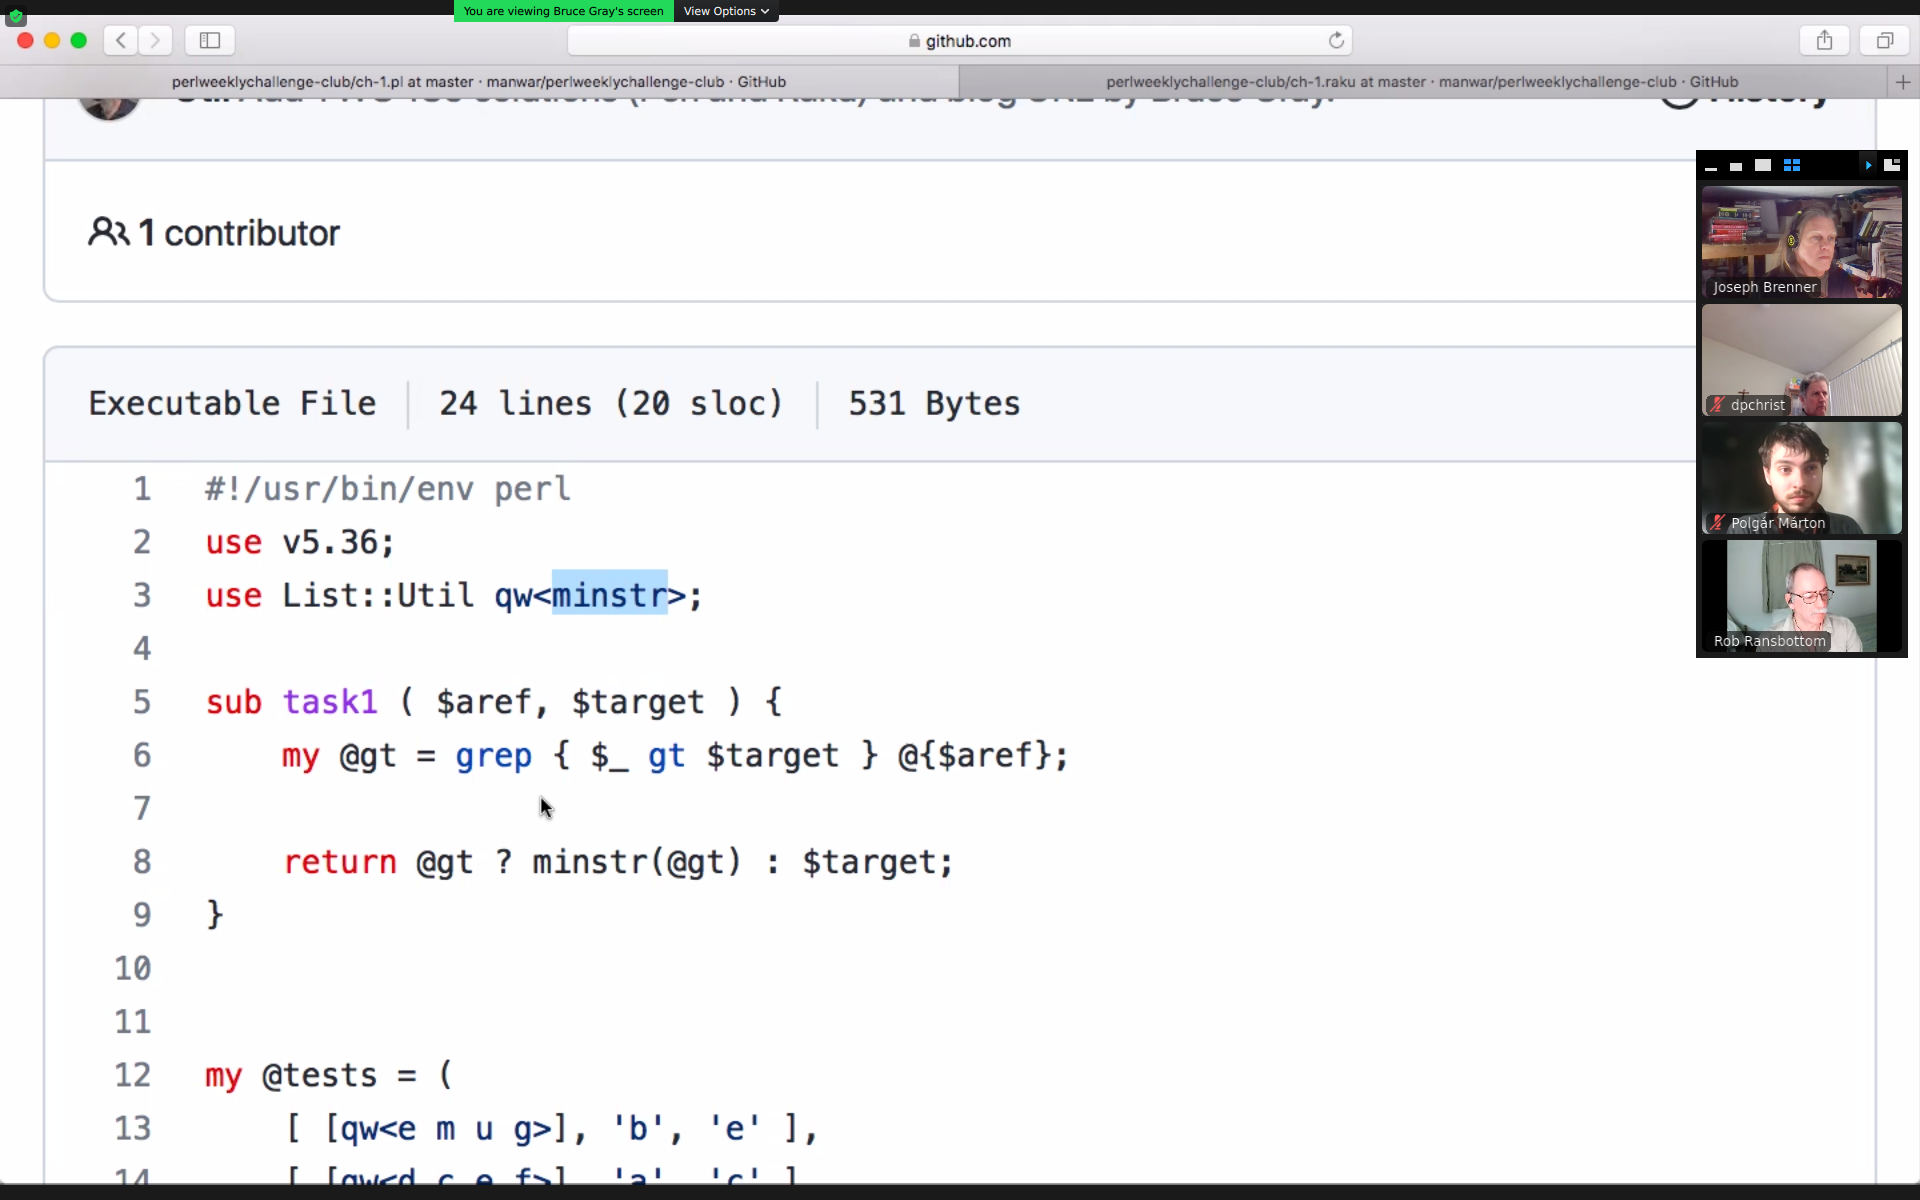 You are viewing Bruce Gray's screen View Options
github.com
perlweeklychallenge-club/ch-1.pl at master · manwar/perlweeklychallenge-club · GitHub
perlweeklychallenge-club/ch-1.raku at master · manwar/perlweeklychallenge-club · GitHub
1 contributor
Executable File 24 lines (20 sloc) 531 Bytes
1 #!/usr/bin/env perl
2 use v5.36;
3 use List::Util qw<minstr>;
4
5 sub task1 ( $aref, $target ) {
6 my @gt = grep { $_ gt $target } @{$aref};
7
8 return @gt ? minstr(@gt) : $target;
9 }
10
11
12 my @tests = (
13 [ [qw<e m u g>], 'b', 'e' ],
14 [ [qw<d c e f>], 'a', 'c' ],
Joseph Brenner
dpchrist
Polgár Márton
Rob Ransbottom